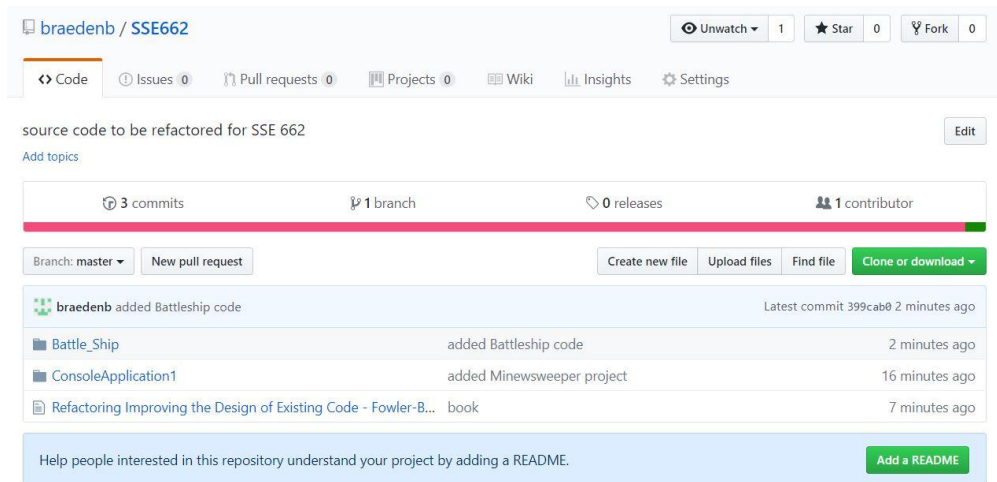 braedenb / SSE662
Unwatch 1 Star 0 Fork 0
Code Issues 0 Pull requests 0 Projects 0 Wiki Insights Settings
source code to be refactored for SSE 662 Edit
Add topics
3 commits 1 branch 0 releases 1 contributor
Branch: master New pull request Create new file Upload files Find file Clone or download
braedenb added Battleship code Latest commit 399cab0 2 minutes ago
Battle_Ship added Battleship code 2 minutes ago
ConsoleApplication1 added Minewsweeper project 16 minutes ago
Refactoring Improving the Design of Existing Code - Fowler-B... book 7 minutes ago
Help people interested in this repository understand your project by adding a README. Add a README